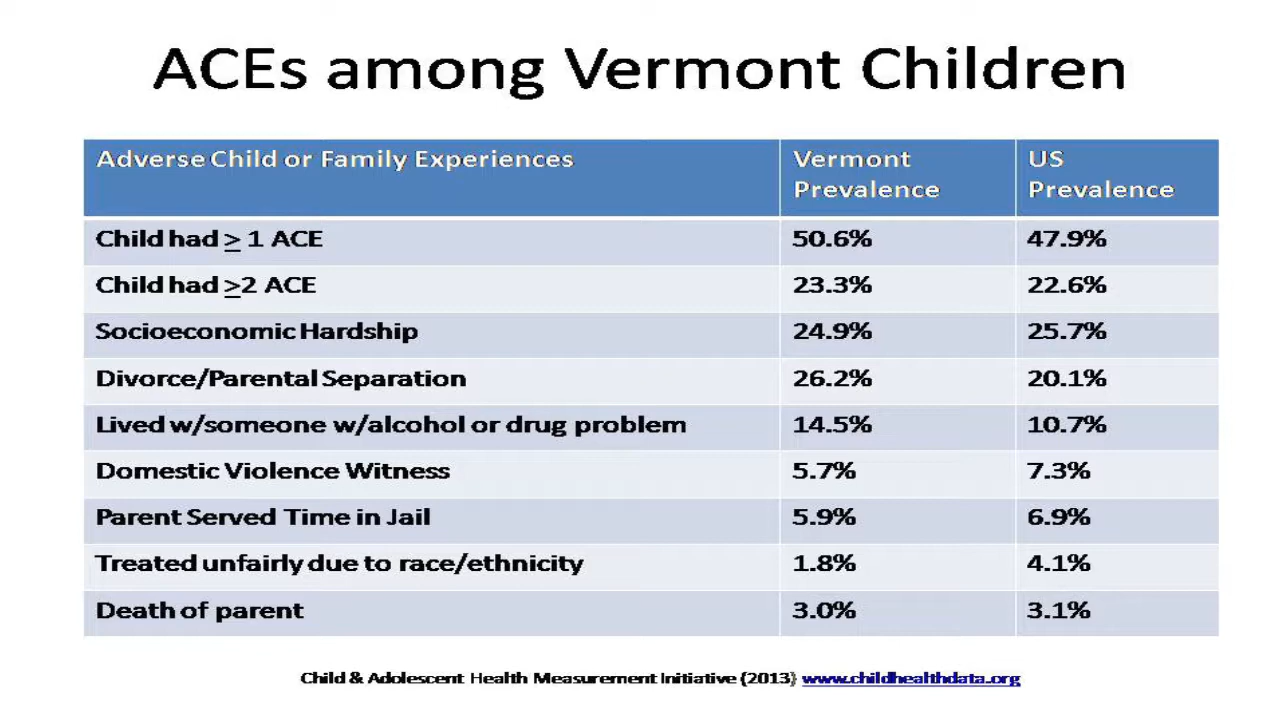 ACEs among Vermont Children
Adverse Child or Family Experiences Vermont Prevalence US Prevalence
Child had ≥ 1 ACE 50.6% 47.9%
Child had ≥2 ACE 23.3% 22.6%
Socioeconomic Hardship 24.9% 25.7%
Divorce/Parental Separation 26.2% 20.1%
Lived w/someone w/alcohol or drug problem 14.5% 10.7%
Domestic Violence Witness 5.7% 7.3%
Parent Served Time in Jail 5.9% 6.9%
Treated unfairly due to race/ethnicity 1.8% 4.1%
Death of parent 3.0% 3.1%
Child & Adolescent Health Measurement Initiative (2013) www.childhealthdata.org